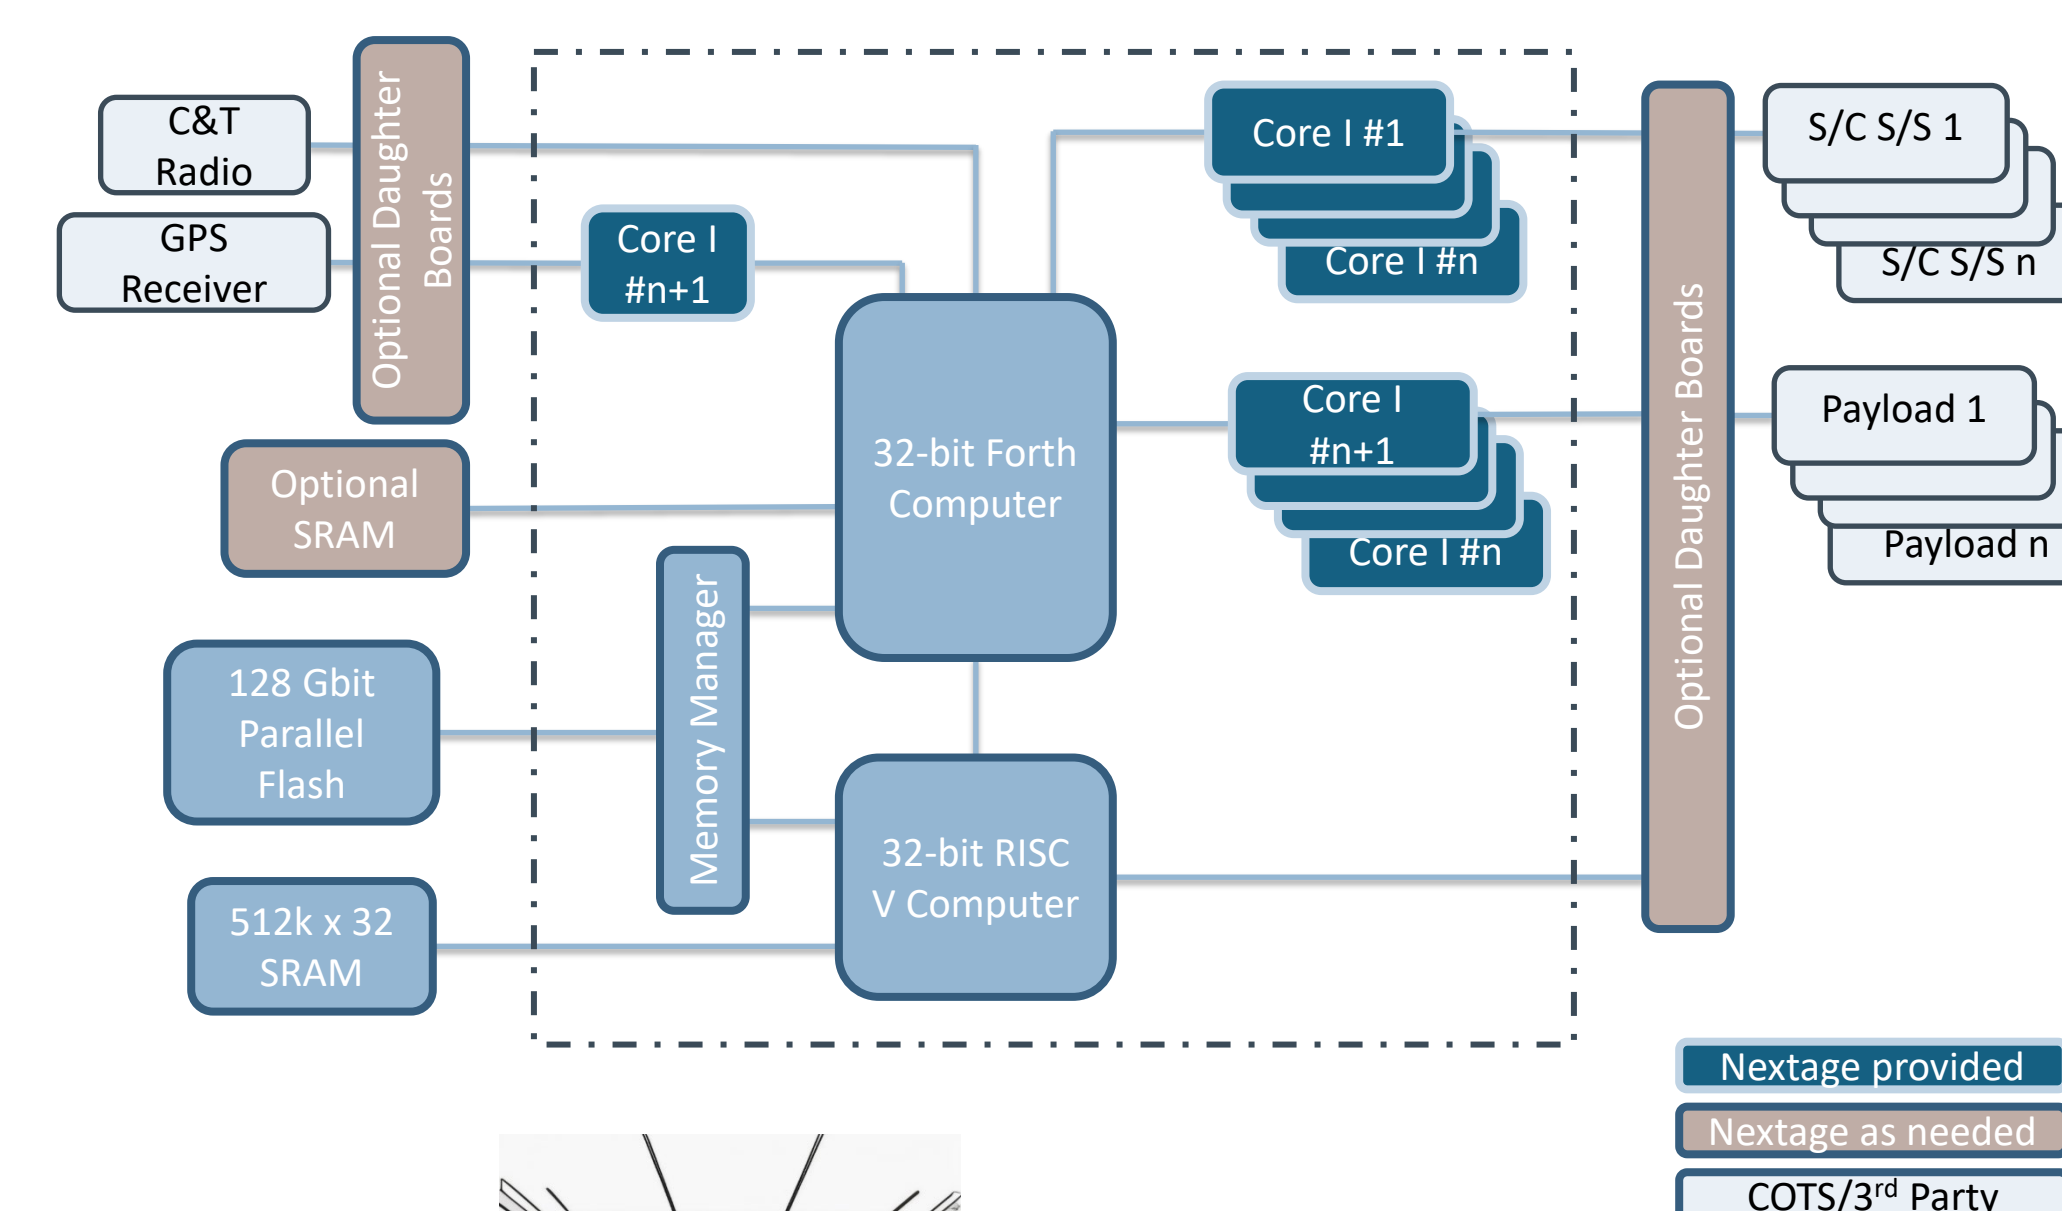 C&T
Radio
GPS
Receiver
Optional Daughter
Boards
Core I
#n+1
Optional
SRAM
128 Gbit
Parallel
Flash
512k x 32
SRAM
Memory Manager
32-bit Forth
Computer
32-bit RISC
V Computer
Core I #1
Core I #n
Core I
#n+1
Core I #n
Optional Daughter Boards
S/C S/S 1
S/C S/S n
Payload 1
Payload n
Nextage provided
Nextage as needed
COTS/3rd Party